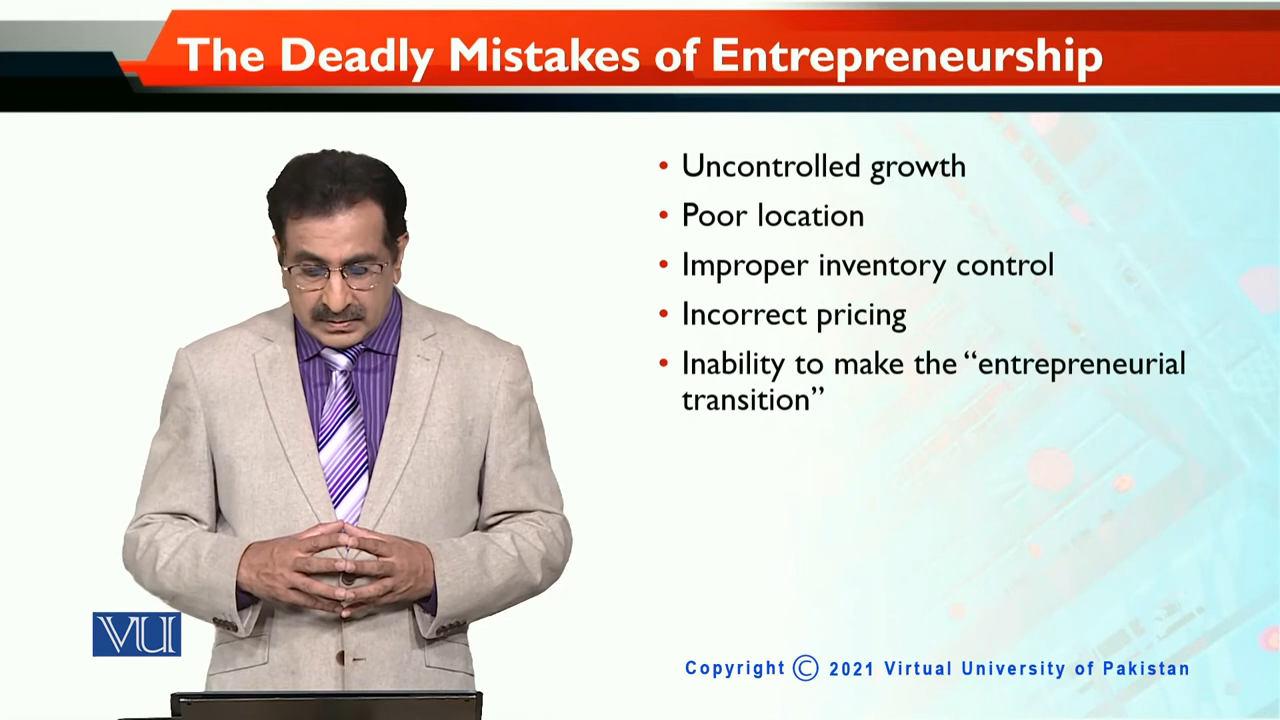 The Deadly Mistakes of Entrepreneurship
• Uncontrolled growth
• Poor location
• Improper inventory control
• Incorrect pricing
• Inability to make the “entrepreneurial
transition”
VU
Copyright © 2021 Virtual University of Pakistan